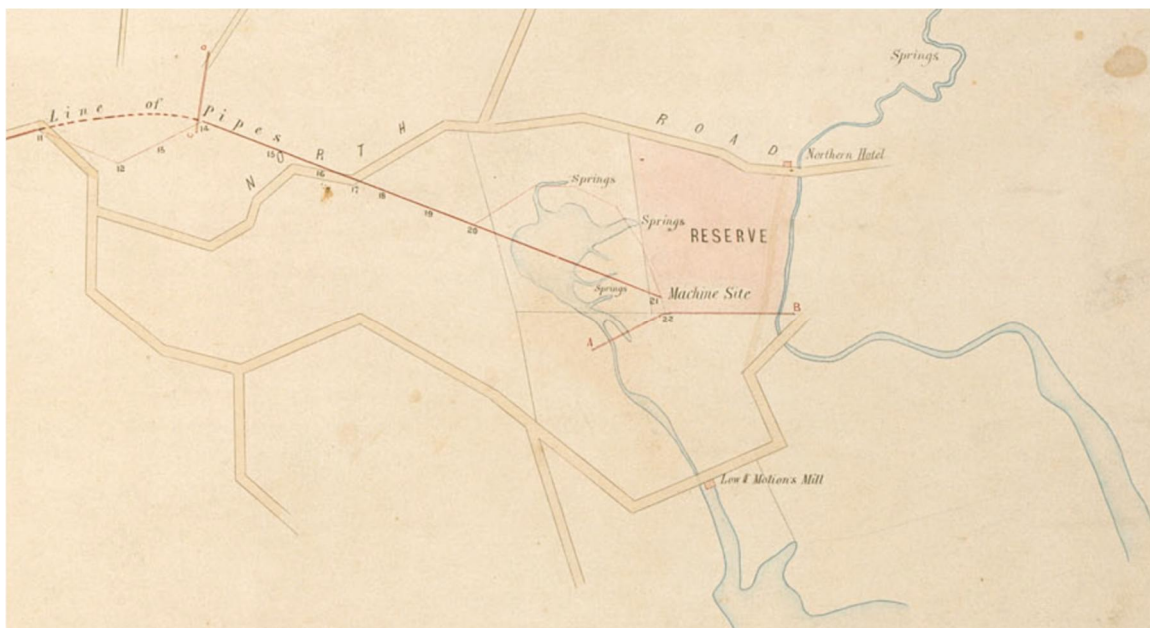 Springs
Line of Pipes
NORTH ROAD
Northern Hotel
11
12
13
14
15
16
17
18
19
20
Springs
Springs
RESERVE
Springs
21
Machine Site
22
A
B
Low & Motions Mill